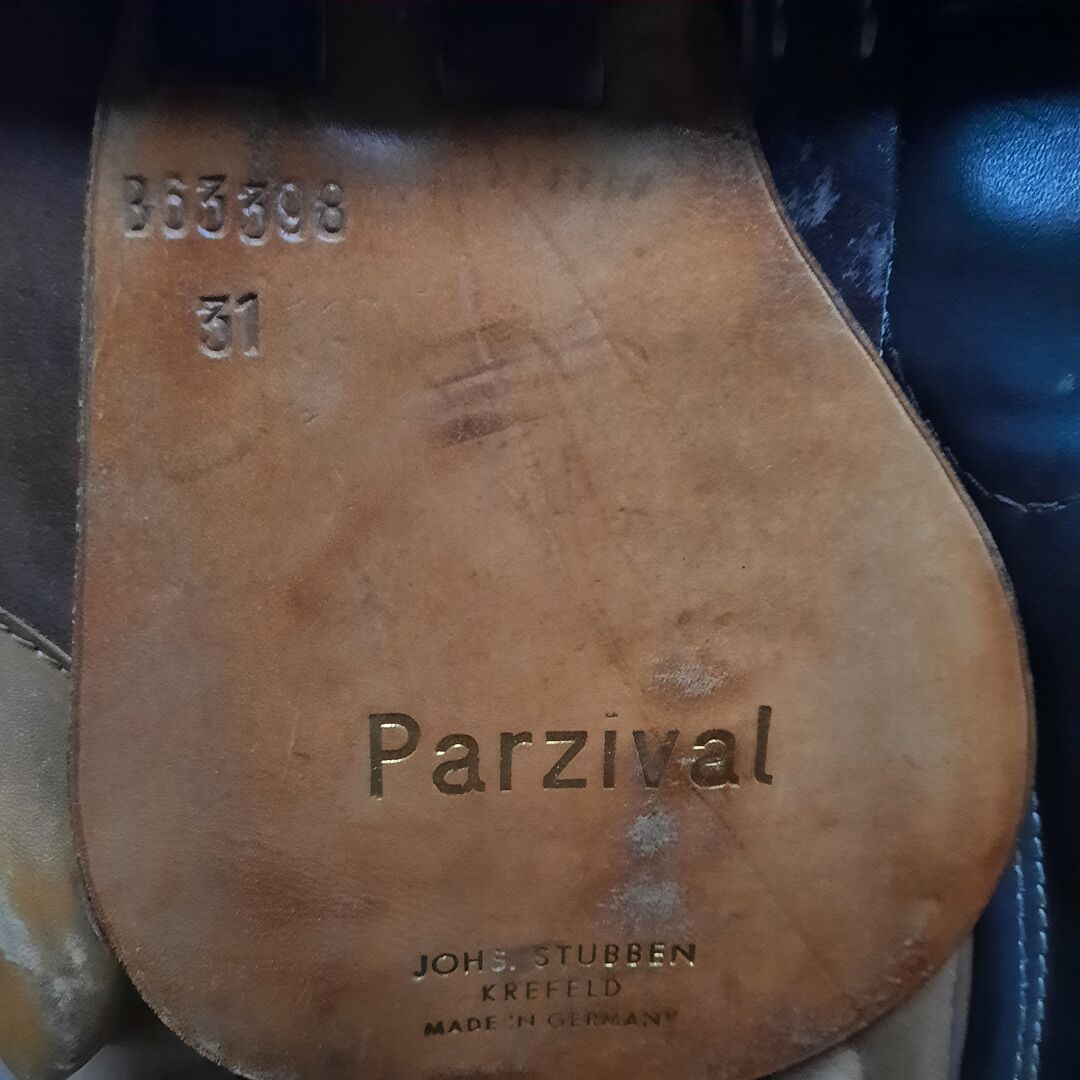 B63398
31
Parzival
JOHS. STUBBEN
KREFELD
MADE IN GERMANY